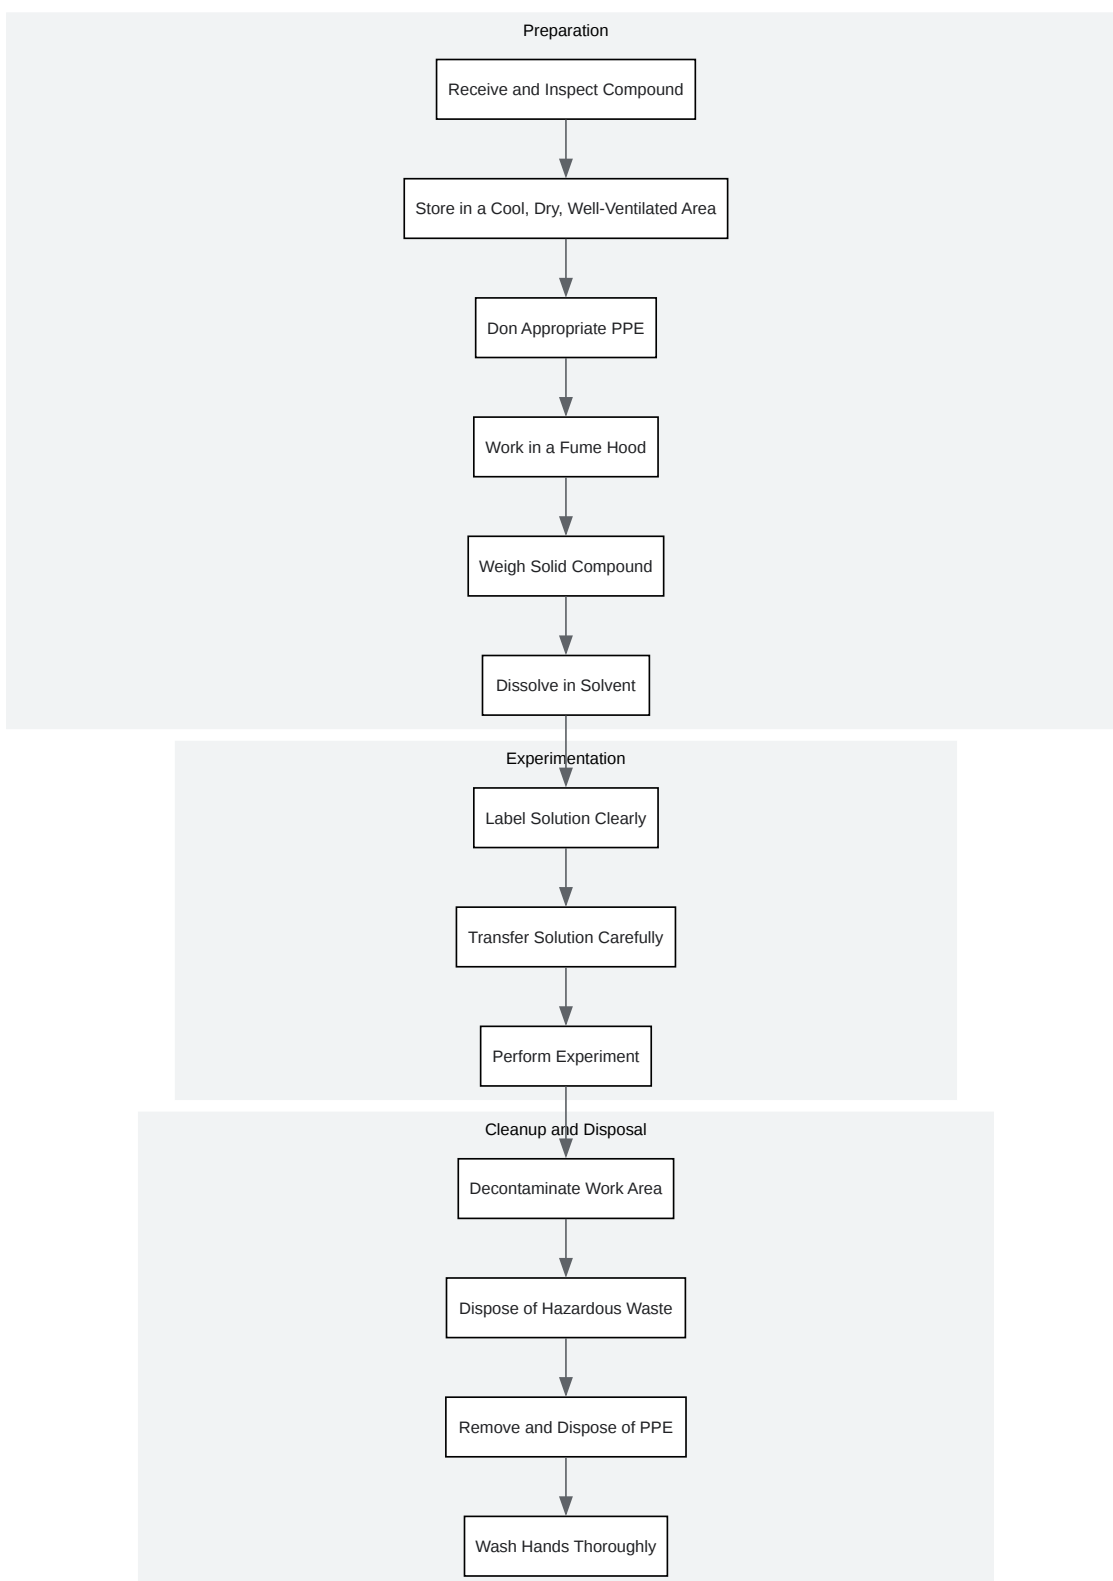 Preparation
Receive and Inspect Compound
Store in a Cool, Dry, Well-Ventilated Area
Don Appropriate PPE
Work in a Fume Hood
Weigh Solid Compound
Dissolve in Solvent
Experimentation
Label Solution Clearly
Transfer Solution Carefully
Perform Experiment
Cleanup and Disposal
Decontaminate Work Area
Dispose of Hazardous Waste
Remove and Dispose of PPE
Wash Hands Thoroughly